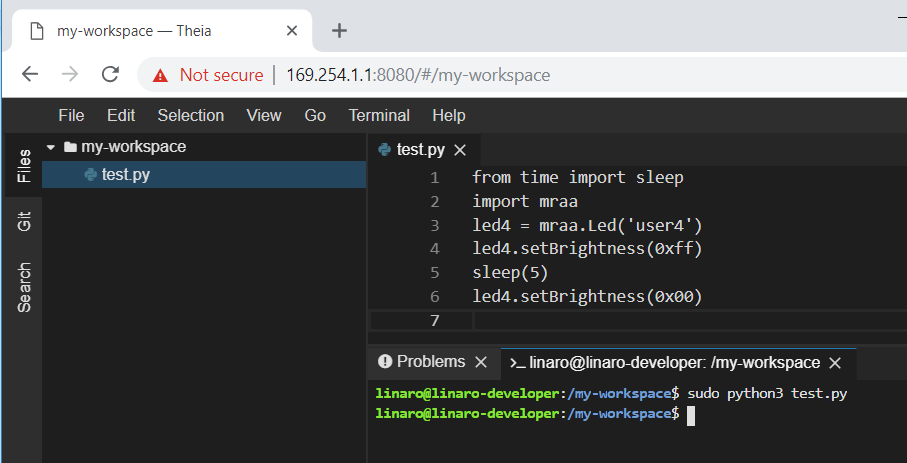 my-workspace — Theia
Not secure | 169.254.1.1:8080/#/my-workspace
File Edit Selection View Go Terminal Help
Files
Git
Search
my-workspace
test.py
test.py
1 from time import sleep
2 import mraa
3 led4 = mraa.Led('user4')
4 led4.setBrightness(0xff)
5 sleep(5)
6 led4.setBrightness(0x00)
7
Problems
linaro@linaro-developer: /my-workspace
linaro@linaro-developer:/my-workspace$ sudo python3 test.py
linaro@linaro-developer:/my-workspace$